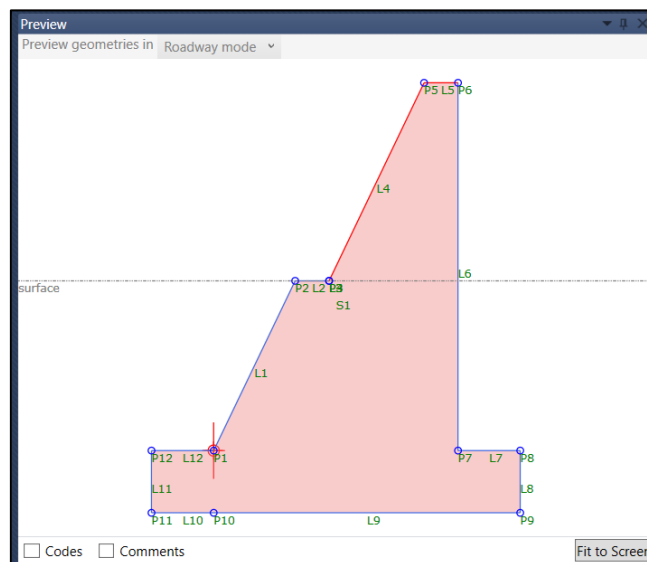 Preview
Preview geometries in Roadway mode
P5 L5 P6
L4
L6
surface
P2 L2
S1
L1
P12 L12 P1
P7 L7 P8
L11
L8
P11 L10 P10 L9 P9
Codes Comments Fit to Screen